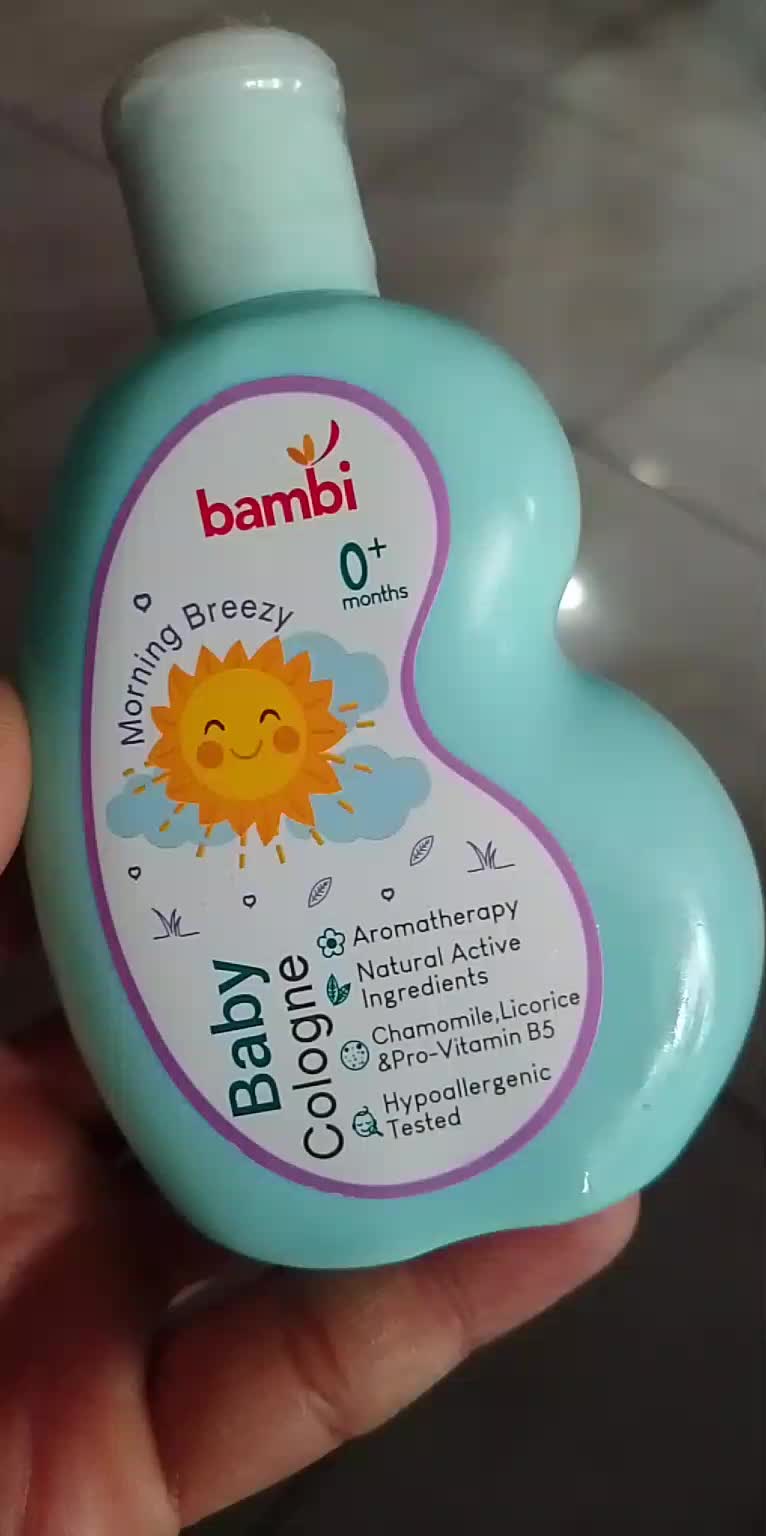 bambi
0+
months
Morning Breezy
Baby
Cologne
Aromatherapy
Natural Active
Ingredients
Chamomile,Licorice
&Pro-Vitamin B5
Hypoallergenic
Tested